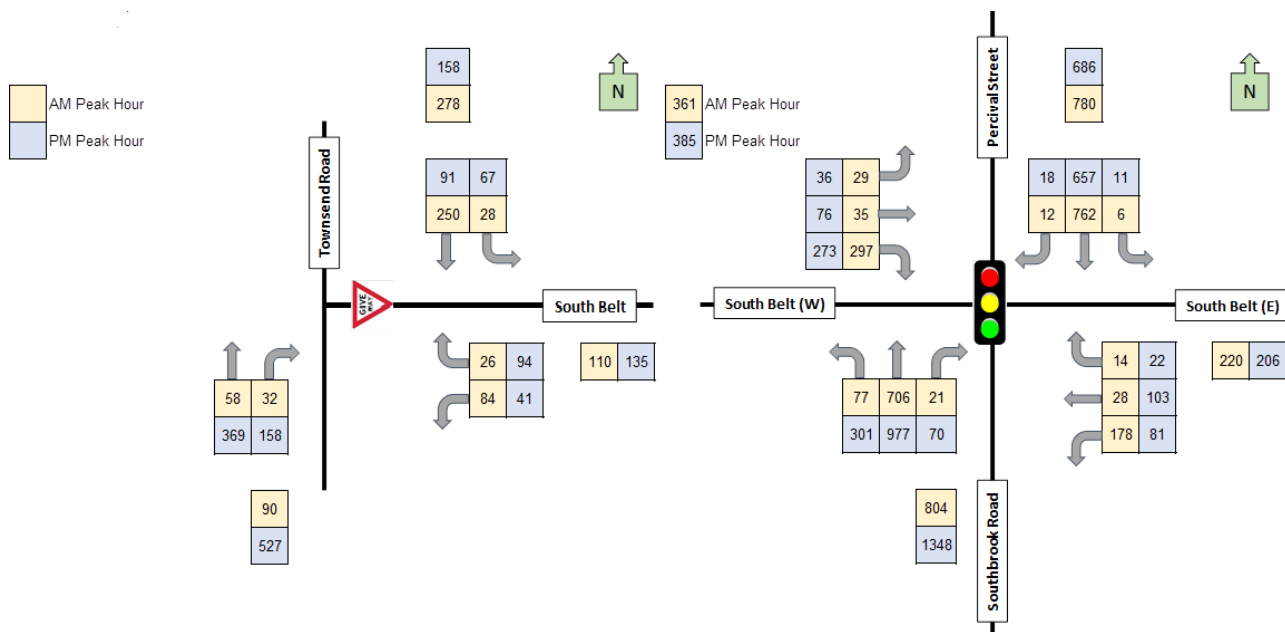 158
686
278
780
N
N
AM Peak Hour
361
AM Peak Hour
PM Peak Hour
385
PM Peak Hour
Townsend Road
Percival Street
91 67
250 28
36 29
76 35
273 297
18 657 11
12 762 6
GIVE WAY
South Belt
South Belt (W)
South Belt (E)
26 94
84 41
110 135
58 32
369 158
77 706 21
301 977 70
14 22
28 103
178 81
220 206
90
527
804
1348
Southbrook Road